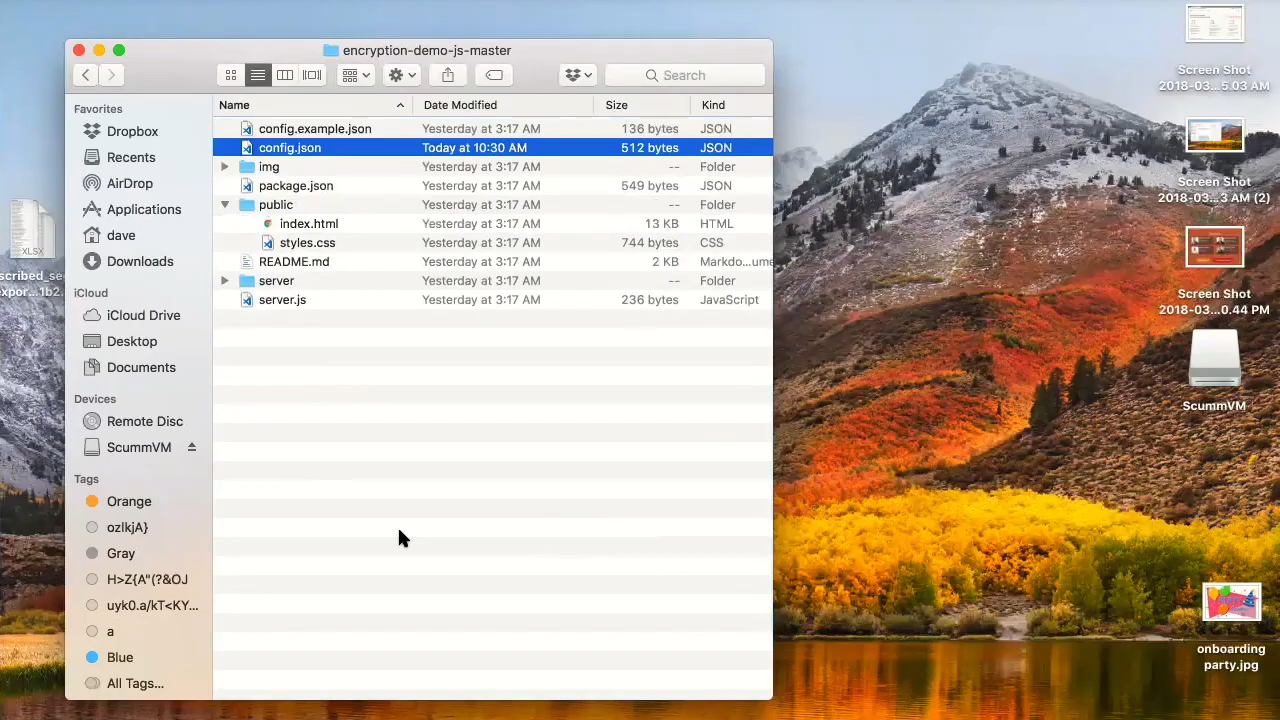 encryption-demo-js-master
Search
Favorites
Dropbox
Recents
AirDrop
Applications
dave
Downloads
iCloud
iCloud Drive
Desktop
Documents
Devices
Remote Disc
ScummVM
Tags
Orange
ozlkjA}
Gray
H>Z{A"(?&OJ
uyk0.a/kT<KY...
a
Blue
All Tags...
Name Date Modified Size Kind
config.example.json Yesterday at 3:17 AM 136 bytes JSON
config.json Today at 10:30 AM 512 bytes JSON
img Yesterday at 3:17 AM -- Folder
package.json Yesterday at 3:17 AM 549 bytes JSON
public Yesterday at 3:17 AM -- Folder
index.html Yesterday at 3:17 AM 13 KB HTML
styles.css Yesterday at 3:17 AM 744 bytes CSS
README.md Yesterday at 3:17 AM 2 KB Markdo...ume
server Yesterday at 3:17 AM -- Folder
server.js Yesterday at 3:17 AM 236 bytes JavaScript
XLSX
scribed_se
xpor...1b2.
Screen Shot
2018-03...5.03 AM
Screen Shot
2018-03...3 AM (2)
Screen Shot
2018-03...0.44 PM
ScummVM
onboarding
party.jpg